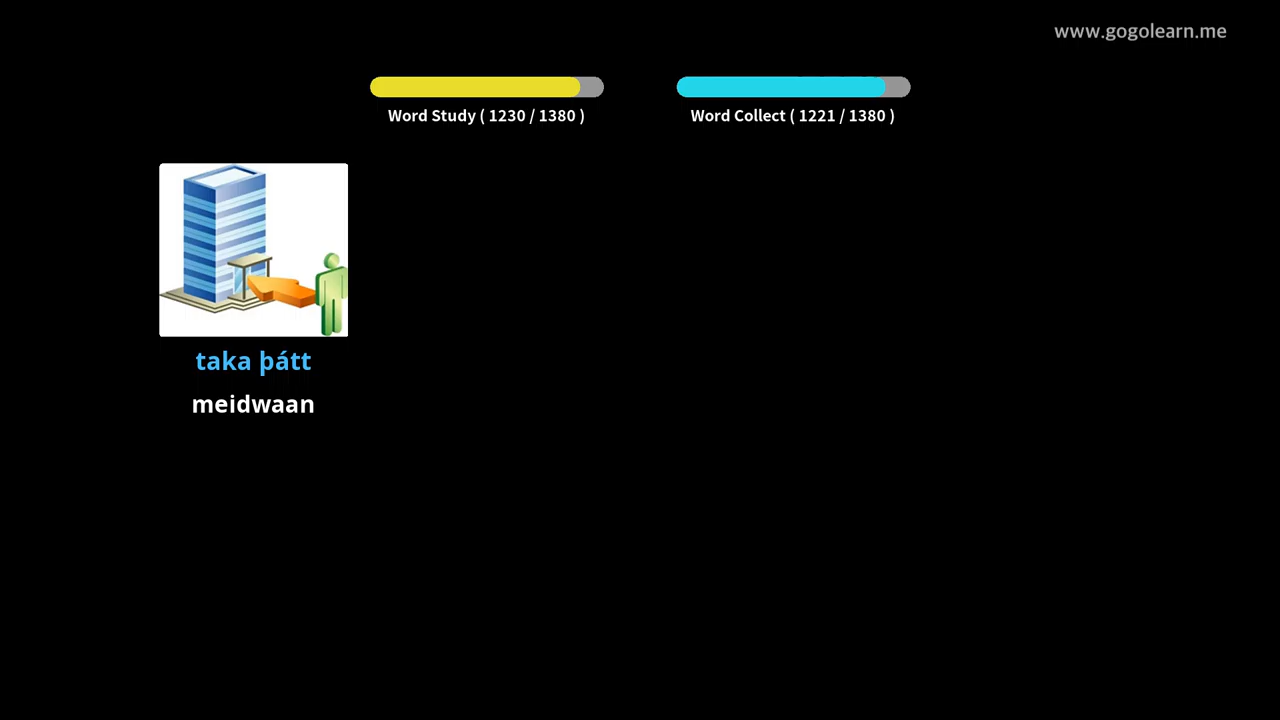 www.gogolearn.me
Word Study ( 1230 / 1380 )
Word Collect ( 1221 / 1380 )
taka þátt
meidwaan